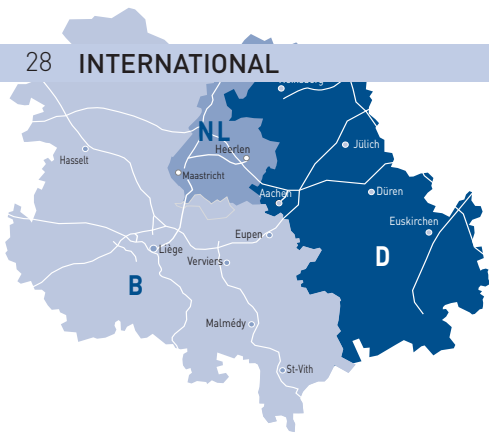 28 INTERNATIONAL
NL
Jülich
Heerlen
Hasselt
Maastricht
Aachen
Düren
Euskirchen
Eupen
Liège
D
Verviers
B
Malmédy
St-Vith